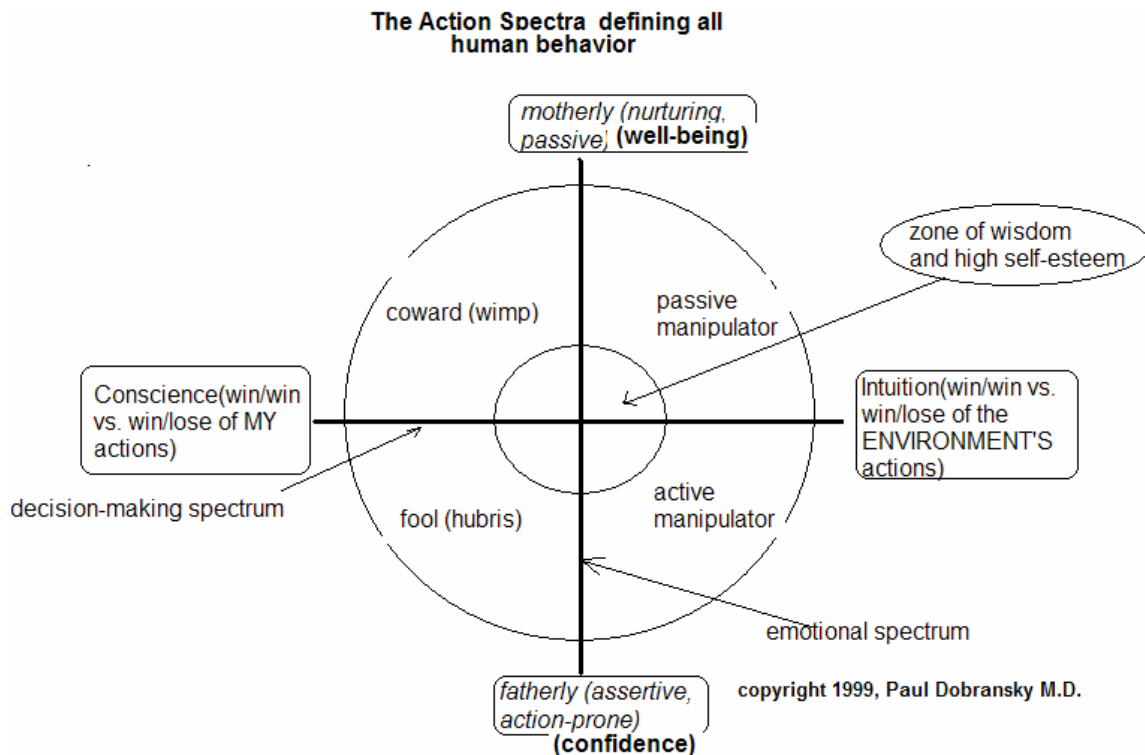 The Action Spectra defining all
human behavior
motherly (nurturing,
passive) (well-being)
zone of wisdom
and high self-esteem
coward (wimp)
passive
manipulator
Conscience(win/win
vs. win/lose of MY
actions)
Intuition(win/win vs.
win/lose of the
ENVIRONMENT'S
actions)
decision-making spectrum
fool (hubris)
active
manipulator
emotional spectrum
fatherly (assertive,
action-prone)
(confidence)
copyright 1999, Paul Dobransky M.D.